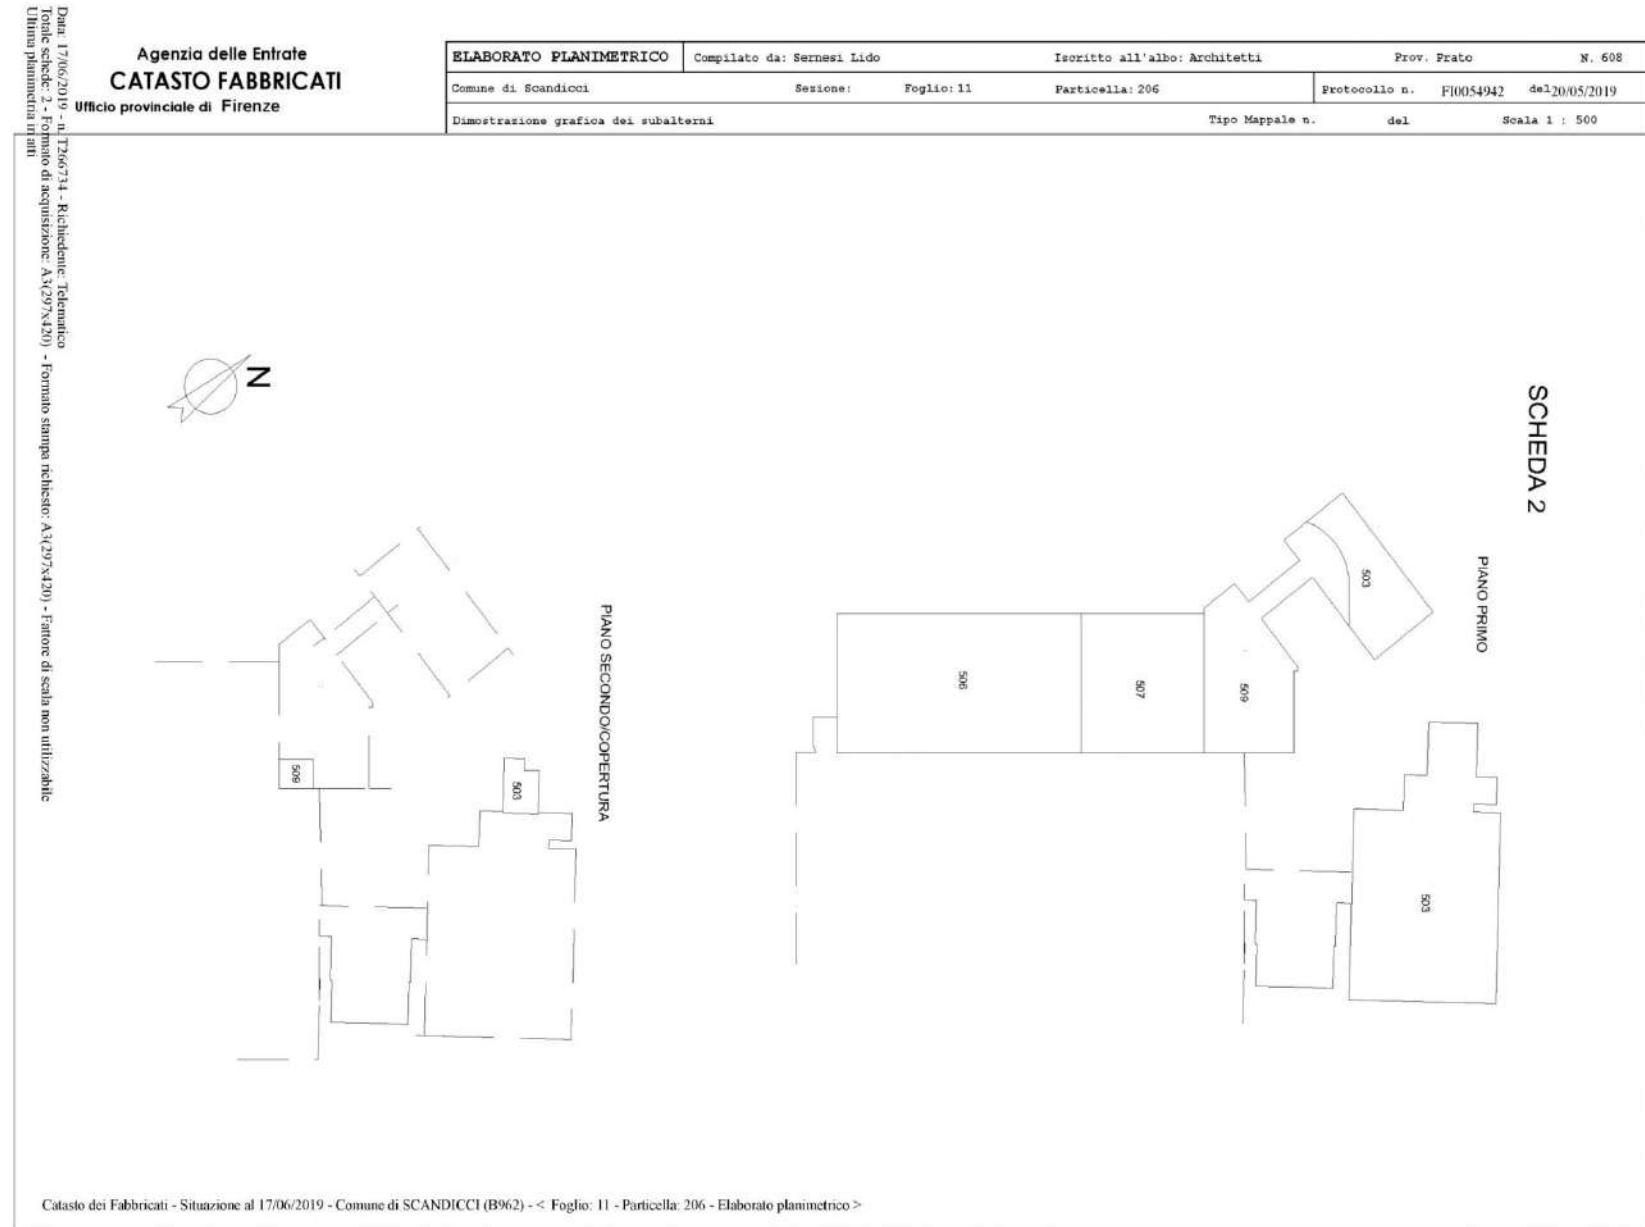 Data: 17/06/2019 - n. T266734 - Richiedente: Telematico
Totale schede: 2 - Formato di acquisizione: A3(297x420) - Formato stampa richiesto: A3(297x420) - Fattore di scala non utilizzabile
Ultima planimetria in atti
Agenzia delle Entrate
CATASTO FABBRICATI
Ufficio provinciale di Firenze
ELABORATO PLANIMETRICO
Compilato da: Sernesi Lido
Iscritto all'albo: Architetti
Prov. Prato
N. 608
Comune di Scandicci
Sezione:
Foglio: 11
Particella: 206
Protocollo n. FI0054942 del 20/05/2019
Dimostrazione grafica dei subalterni
Tipo Mappale n.
del
Scala 1 : 500
N
SCHEDA 2
PIANO PRIMO
503
506
507
509
503
PIANO SECONDO/COPERTURA
509
503
Catasto dei Fabbricati - Situazione al 17/06/2019 - Comune di SCANDICCI (B962) - < Foglio: 11 - Particella: 206 - Elaborato planimetrico >